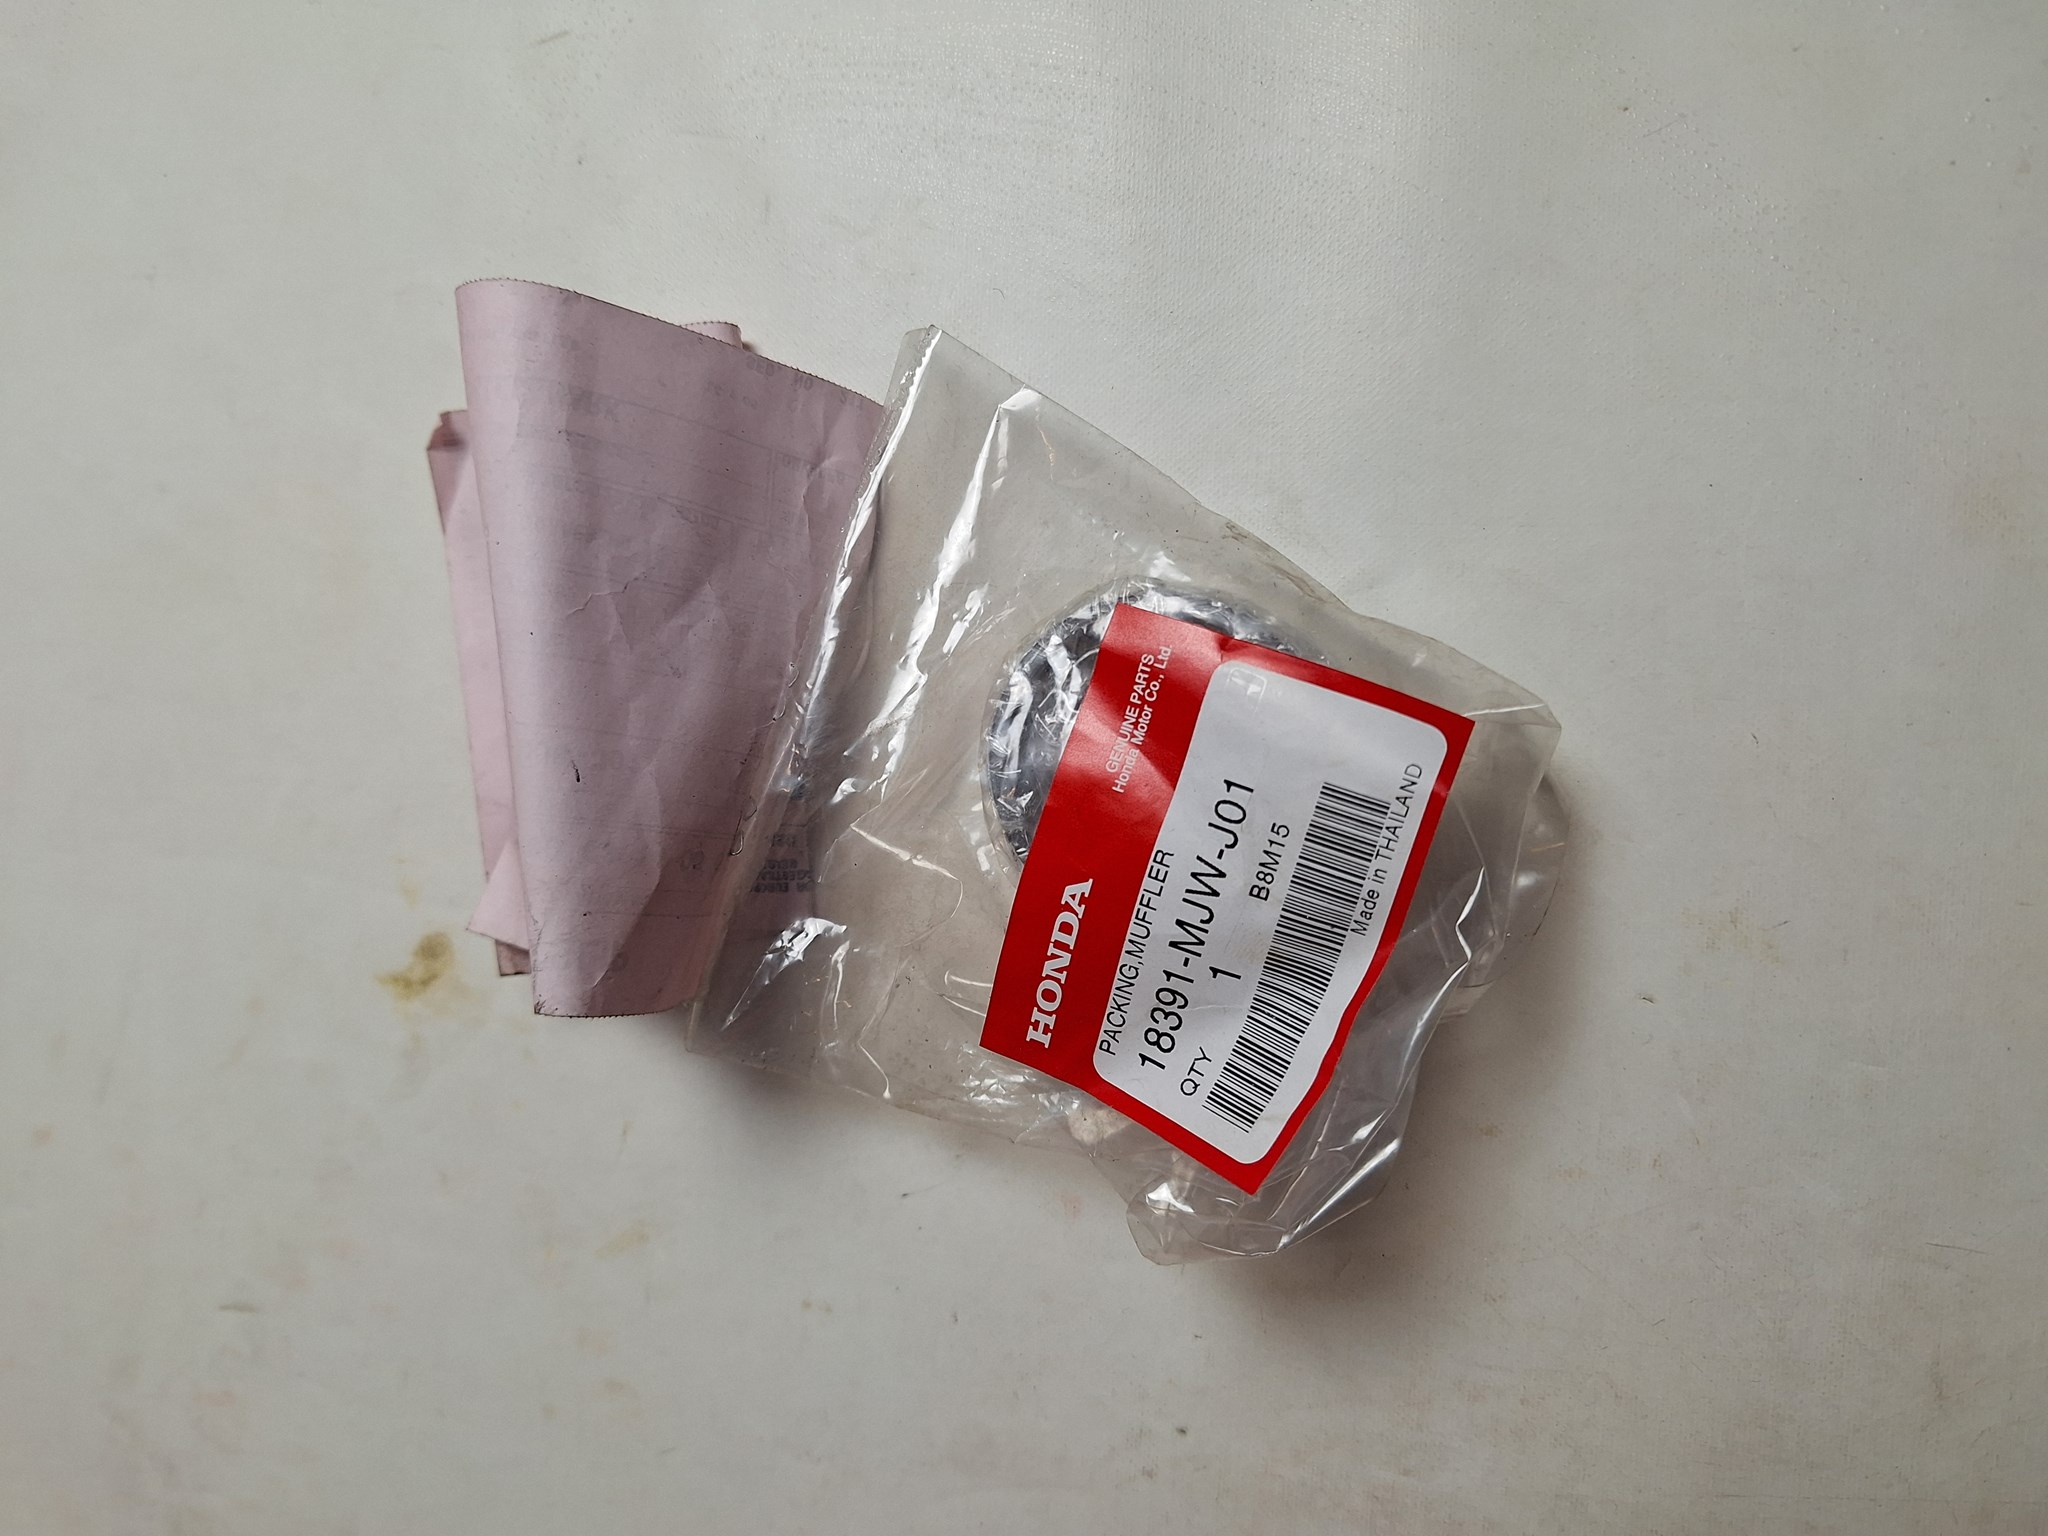 HONDA
GENUINE PARTS
Honda Motor Co., Ltd.
PACKING,MUFFLER
18391-MJW-J01
QTY 1 B8M15
Made in THAILAND